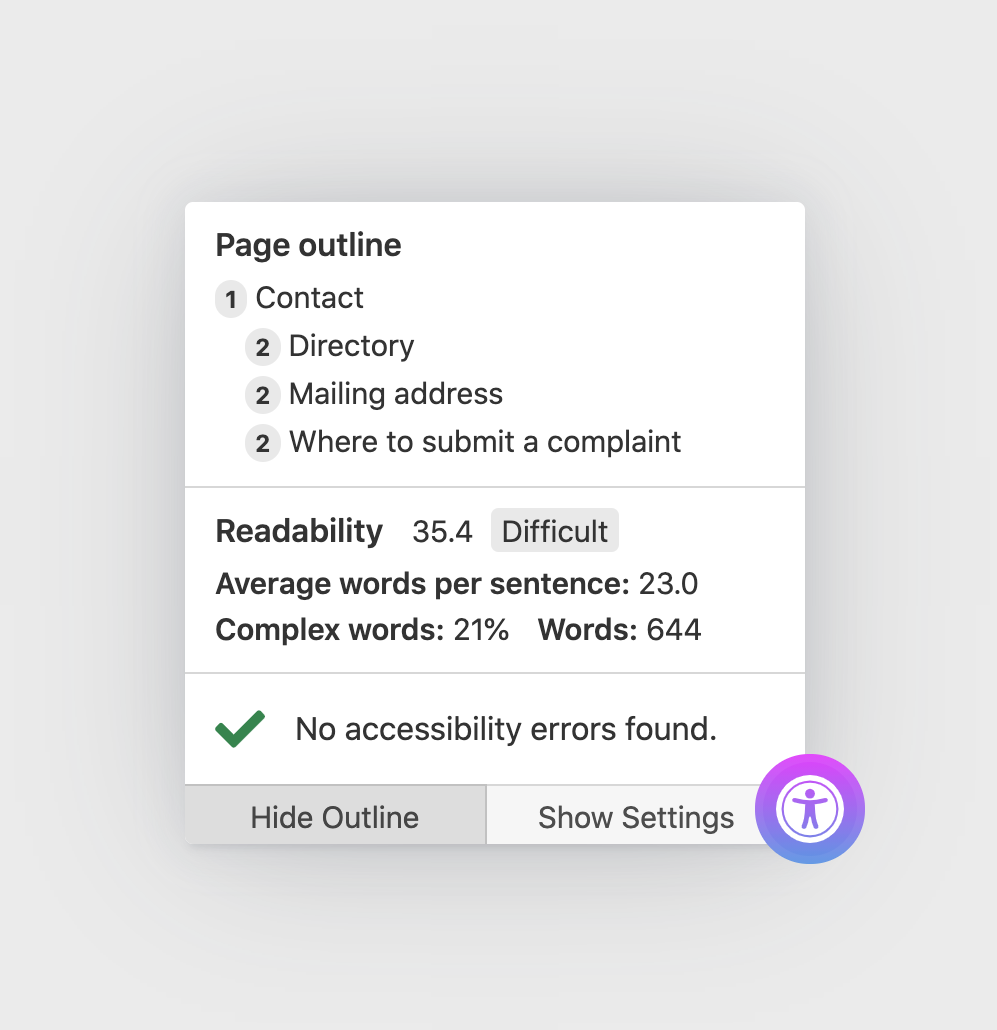 Page outline
1 Contact
2 Directory
2 Mailing address
2 Where to submit a complaint
Readability 35.4 Difficult
Average words per sentence: 23.0
Complex words: 21% Words: 644
No accessibility errors found.
Hide Outline Show Settings